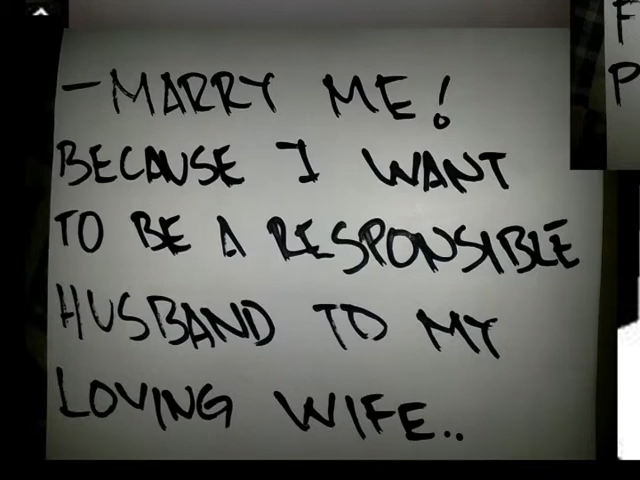 - MARRY ME!
BECAUSE I WANT
TO BE A RESPONSIBLE
HUSBAND TO MY
LOVING WIFE..
F
P